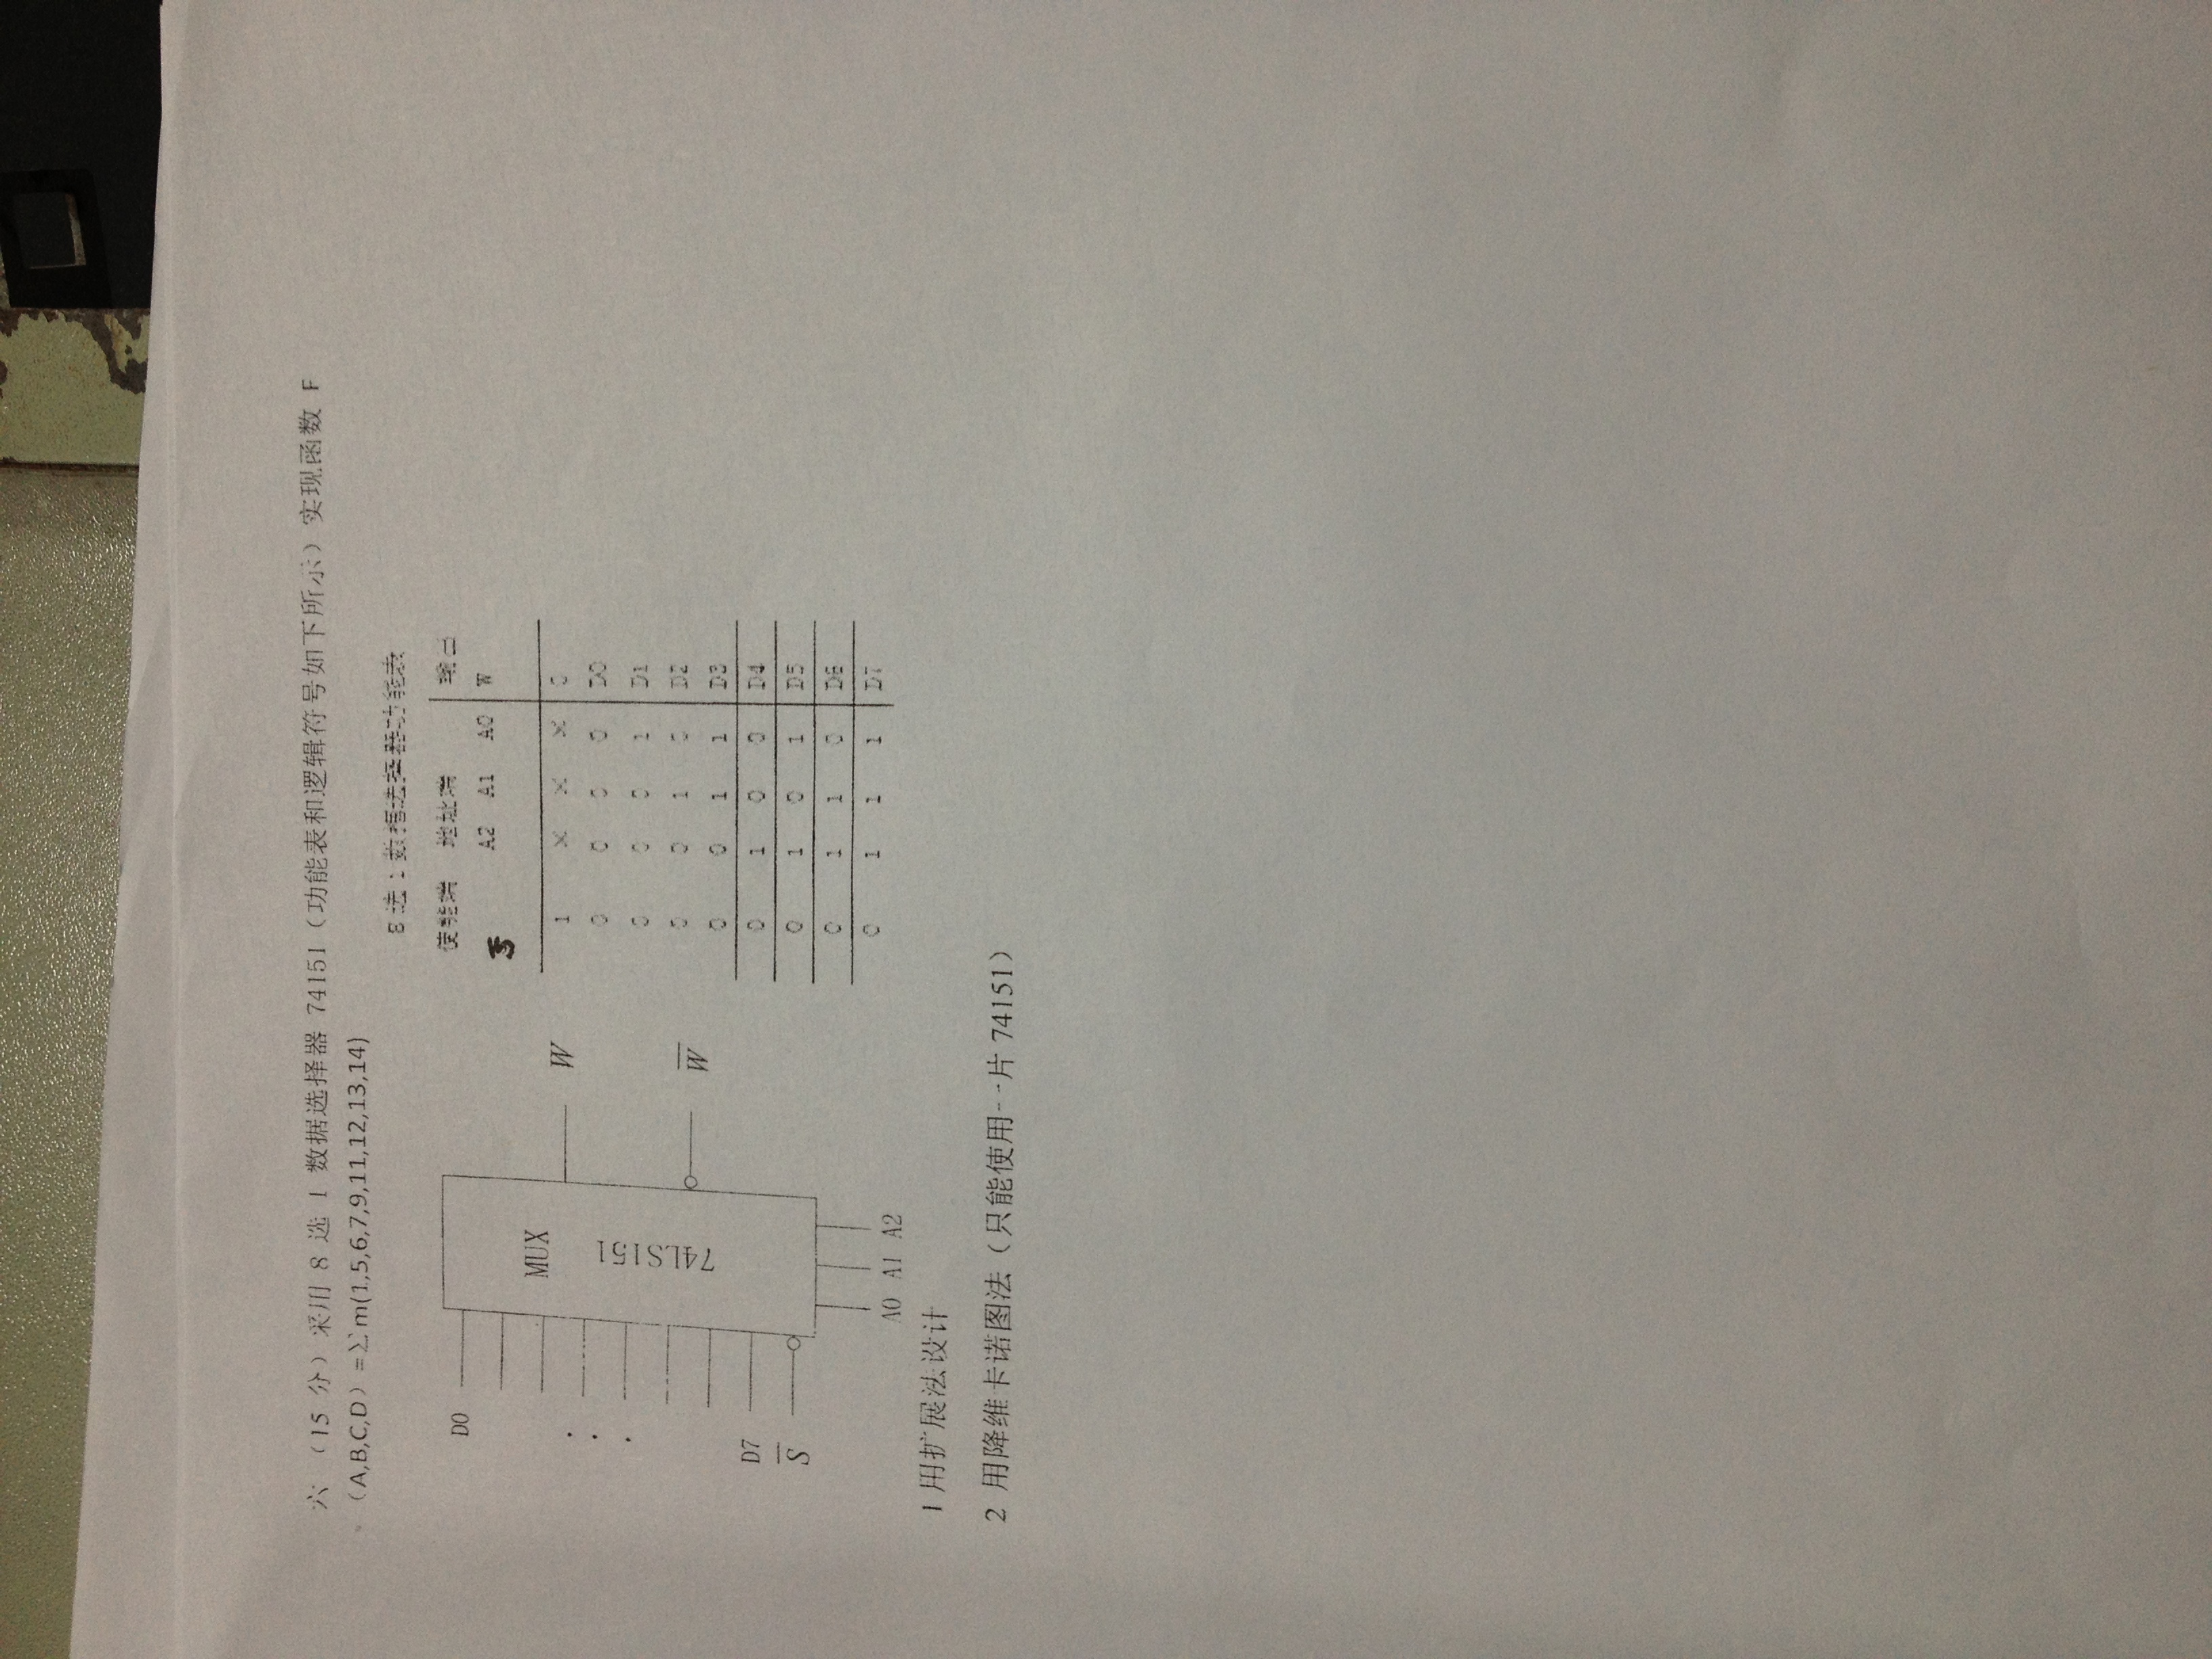 六 （15 分）采用 8 选 1 数据选择器 74151（功能表和逻辑符号如下所示）实现函数 F
（A,B,C,D）=∑m(1,5,6,7,9,11,12,13,14)
8选1数据选择器功能表
使能端 地址端 输出
S̅ A2 A1 A0 W
1 × × × 0
0 0 0 0 D0
0 0 0 1 D1
0 0 1 0 D2
0 0 1 1 D3
0 1 0 0 D4
0 1 0 1 D5
0 1 1 0 D6
0 1 1 1 D7
D0
MUX
74LS151
W
W̅
D7
S̅
A0 A1 A2
1 用扩展法设计
2 用降维卡诺图法（只能使用一片 74151）